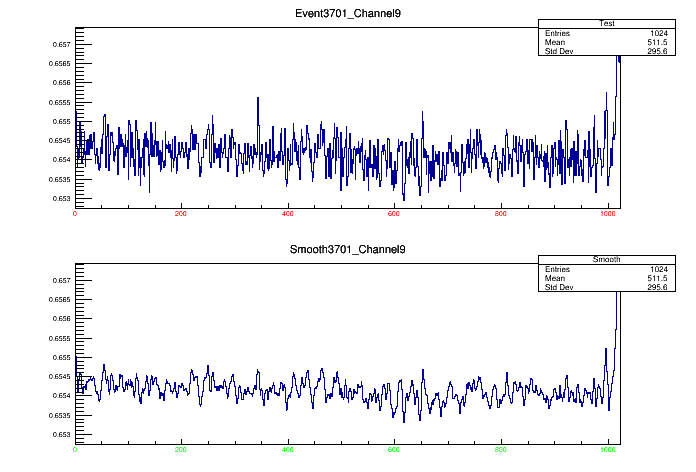 Event3701_Channel9
Test
Entries 1024
Mean 511.5
Std Dev 295.6
0.657
0.6565
0.656
0.6555
0.655
0.6545
0.654
0.6535
0.653
0 200 400 600 800 1000
Smooth3701_Channel9
Smooth
Entries 1024
Mean 511.5
Std Dev 295.6
0.657
0.6565
0.656
0.6555
0.655
0.6545
0.654
0.6535
0.653
0 200 400 600 800 1000